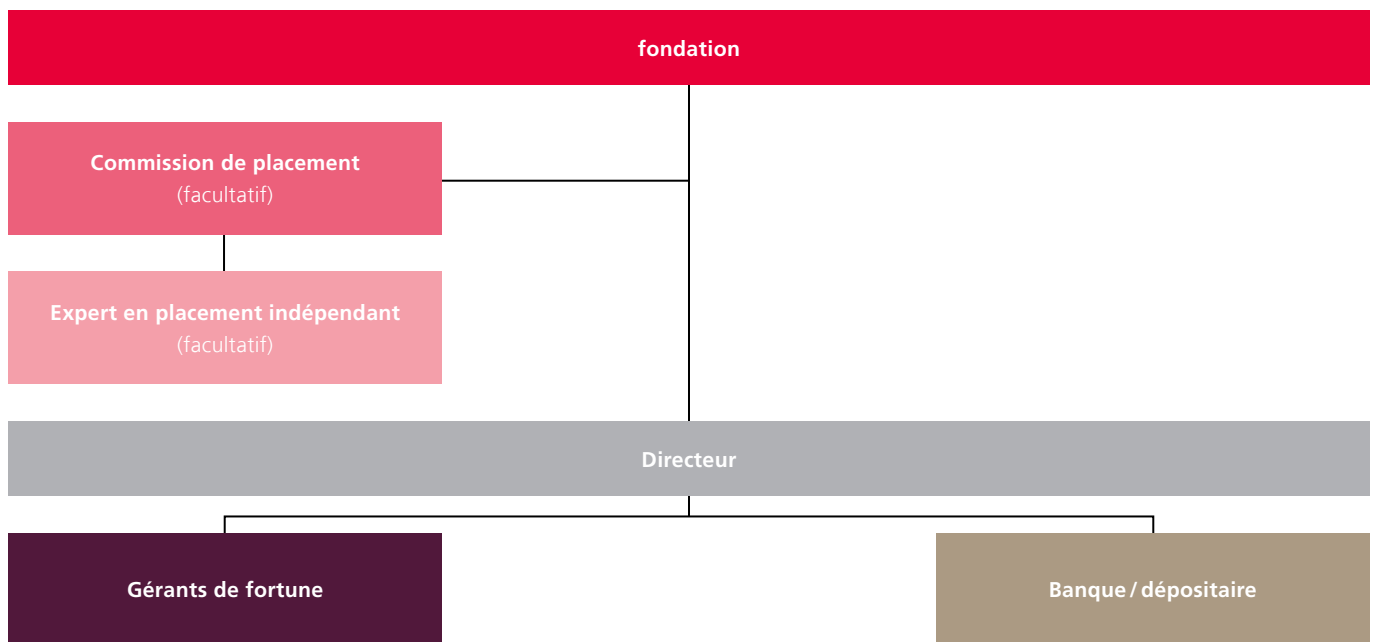 fondation
Commission de placement
(facultatif)
Expert en placement indépendant
(facultatif)
Directeur
Gérants de fortune
Banque / dépositaire